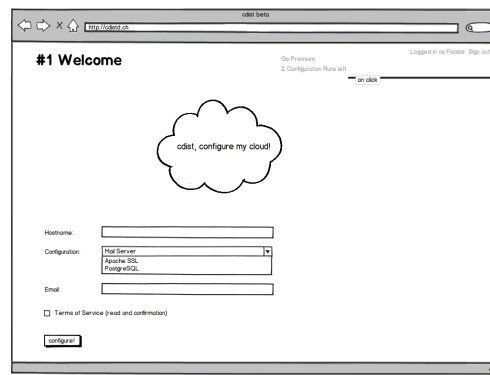 cdist beta
http://cdistd.ch
Logged in as Foobar Sign out
#1 Welcome
Go Premium
2 Configuration Runs left
on click
cdist, configure my cloud!
Hostname:
Configuration:
Mail Server
Apache SSL
PostgreSQL
Email:
Terms of Service (read and confirmation)
configure!